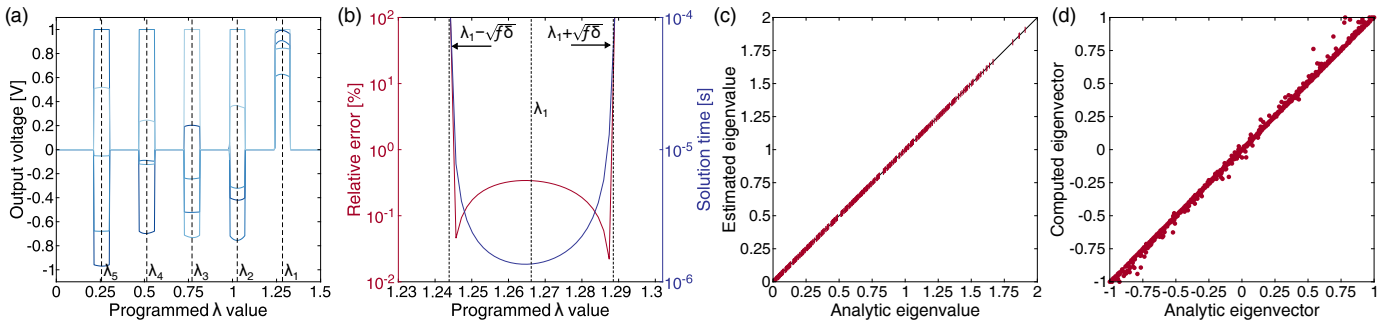 (a)
Output voltage [V]
1
0.8
0.6
0.4
0.2
0
-0.2
-0.4
-0.6
-0.8
-1
λ5 λ4 λ3 λ2 λ1
0 0.25 0.5 0.75 1 1.25 1.5
Programmed λ value
(b)
Relative error [%]
10^2
10^1
10^0
10^-1
10^-2
λ1−√fδ λ1+√fδ
λ1
1.23 1.24 1.25 1.26 1.27 1.28 1.29 1.3
Programmed λ value
10^-4
10^-5
10^-6
Solution time [s]
(c)
Estimated eigenvalue
2
1.75
1.5
1.25
1
0.75
0.5
0.25
0
0 0.25 0.5 0.75 1 1.25 1.5 1.75 2
Analytic eigenvalue
(d)
Computed eigenvector
1
0.75
0.5
0.25
0
-0.25
-0.5
-0.75
-1
-1 -0.75 -0.5 -0.25 0 0.25 0.5 0.75 1
Analytic eigenvector